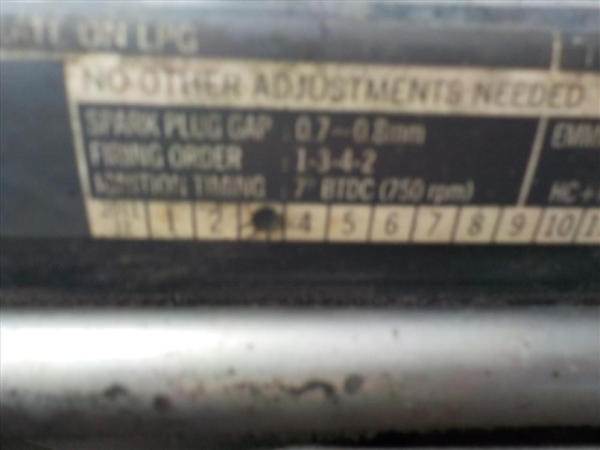 ON LPG
NO OTHER ADJUSTMENTS NEEDED
SPARK PLUG GAP : 0.7~0.8mm
FIRING ORDER : 1-3-4-2
IGNITION TIMING : 7° BTDC (750 rpm)
1 2 4 5 6 7 8 9 10